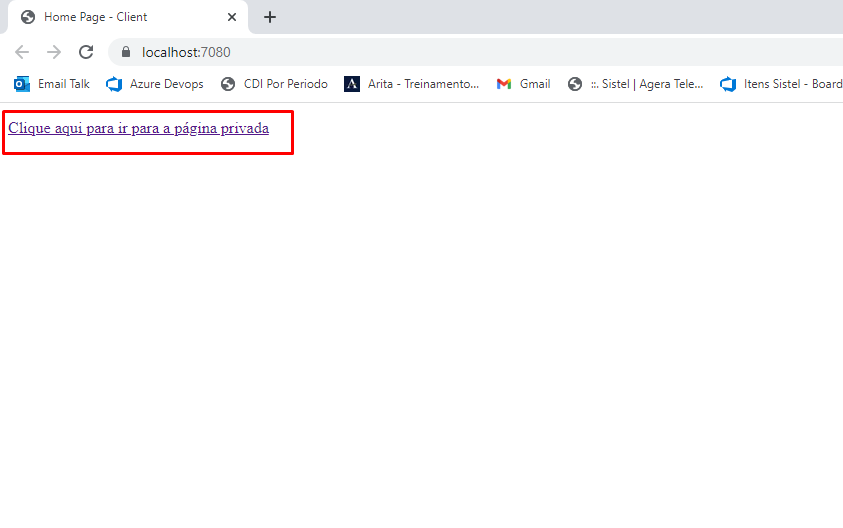 Home Page - Client
localhost:7080
Email Talk Azure Devops CDI Por Periodo Arita - Treinamento... Gmail ::. Sistel | Agera Tele... Itens Sistel - Board
Clique aqui para ir para a página privada